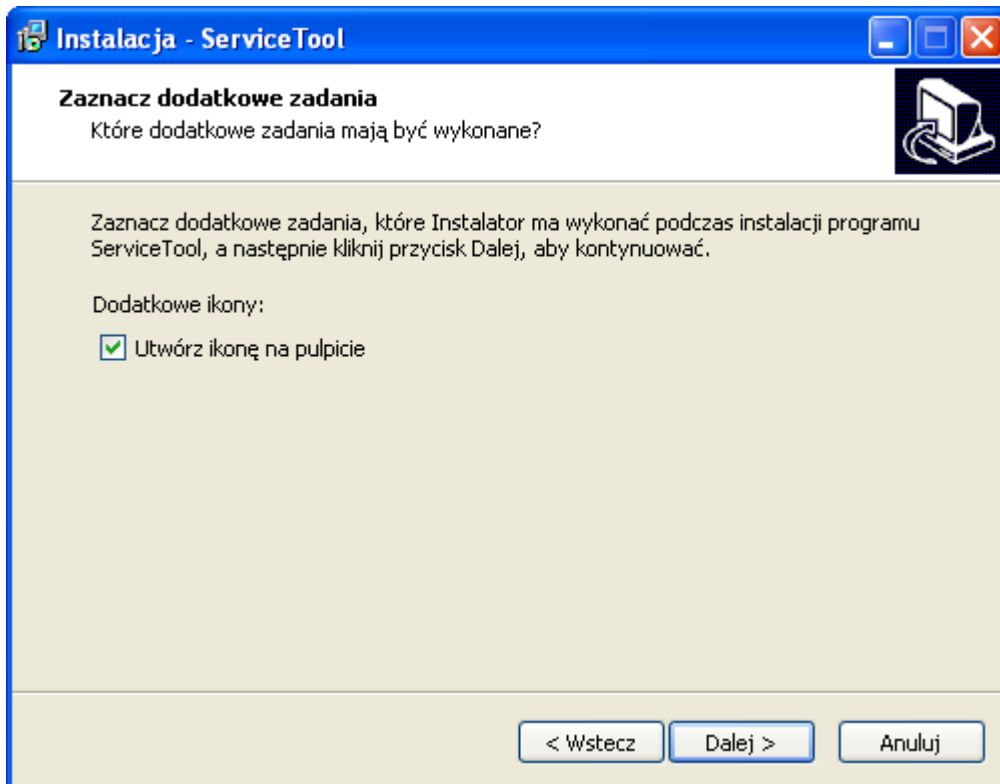 Instalacja - ServiceTool
Zaznacz dodatkowe zadania
Które dodatkowe zadania mają być wykonane?
Zaznacz dodatkowe zadania, które Instalator ma wykonać podczas instalacji programu
ServiceTool, a następnie kliknij przycisk Dalej, aby kontynuować.
Dodatkowe ikony:
Utwórz ikonę na pulpicie
< Wstecz
Dalej >
Anuluj